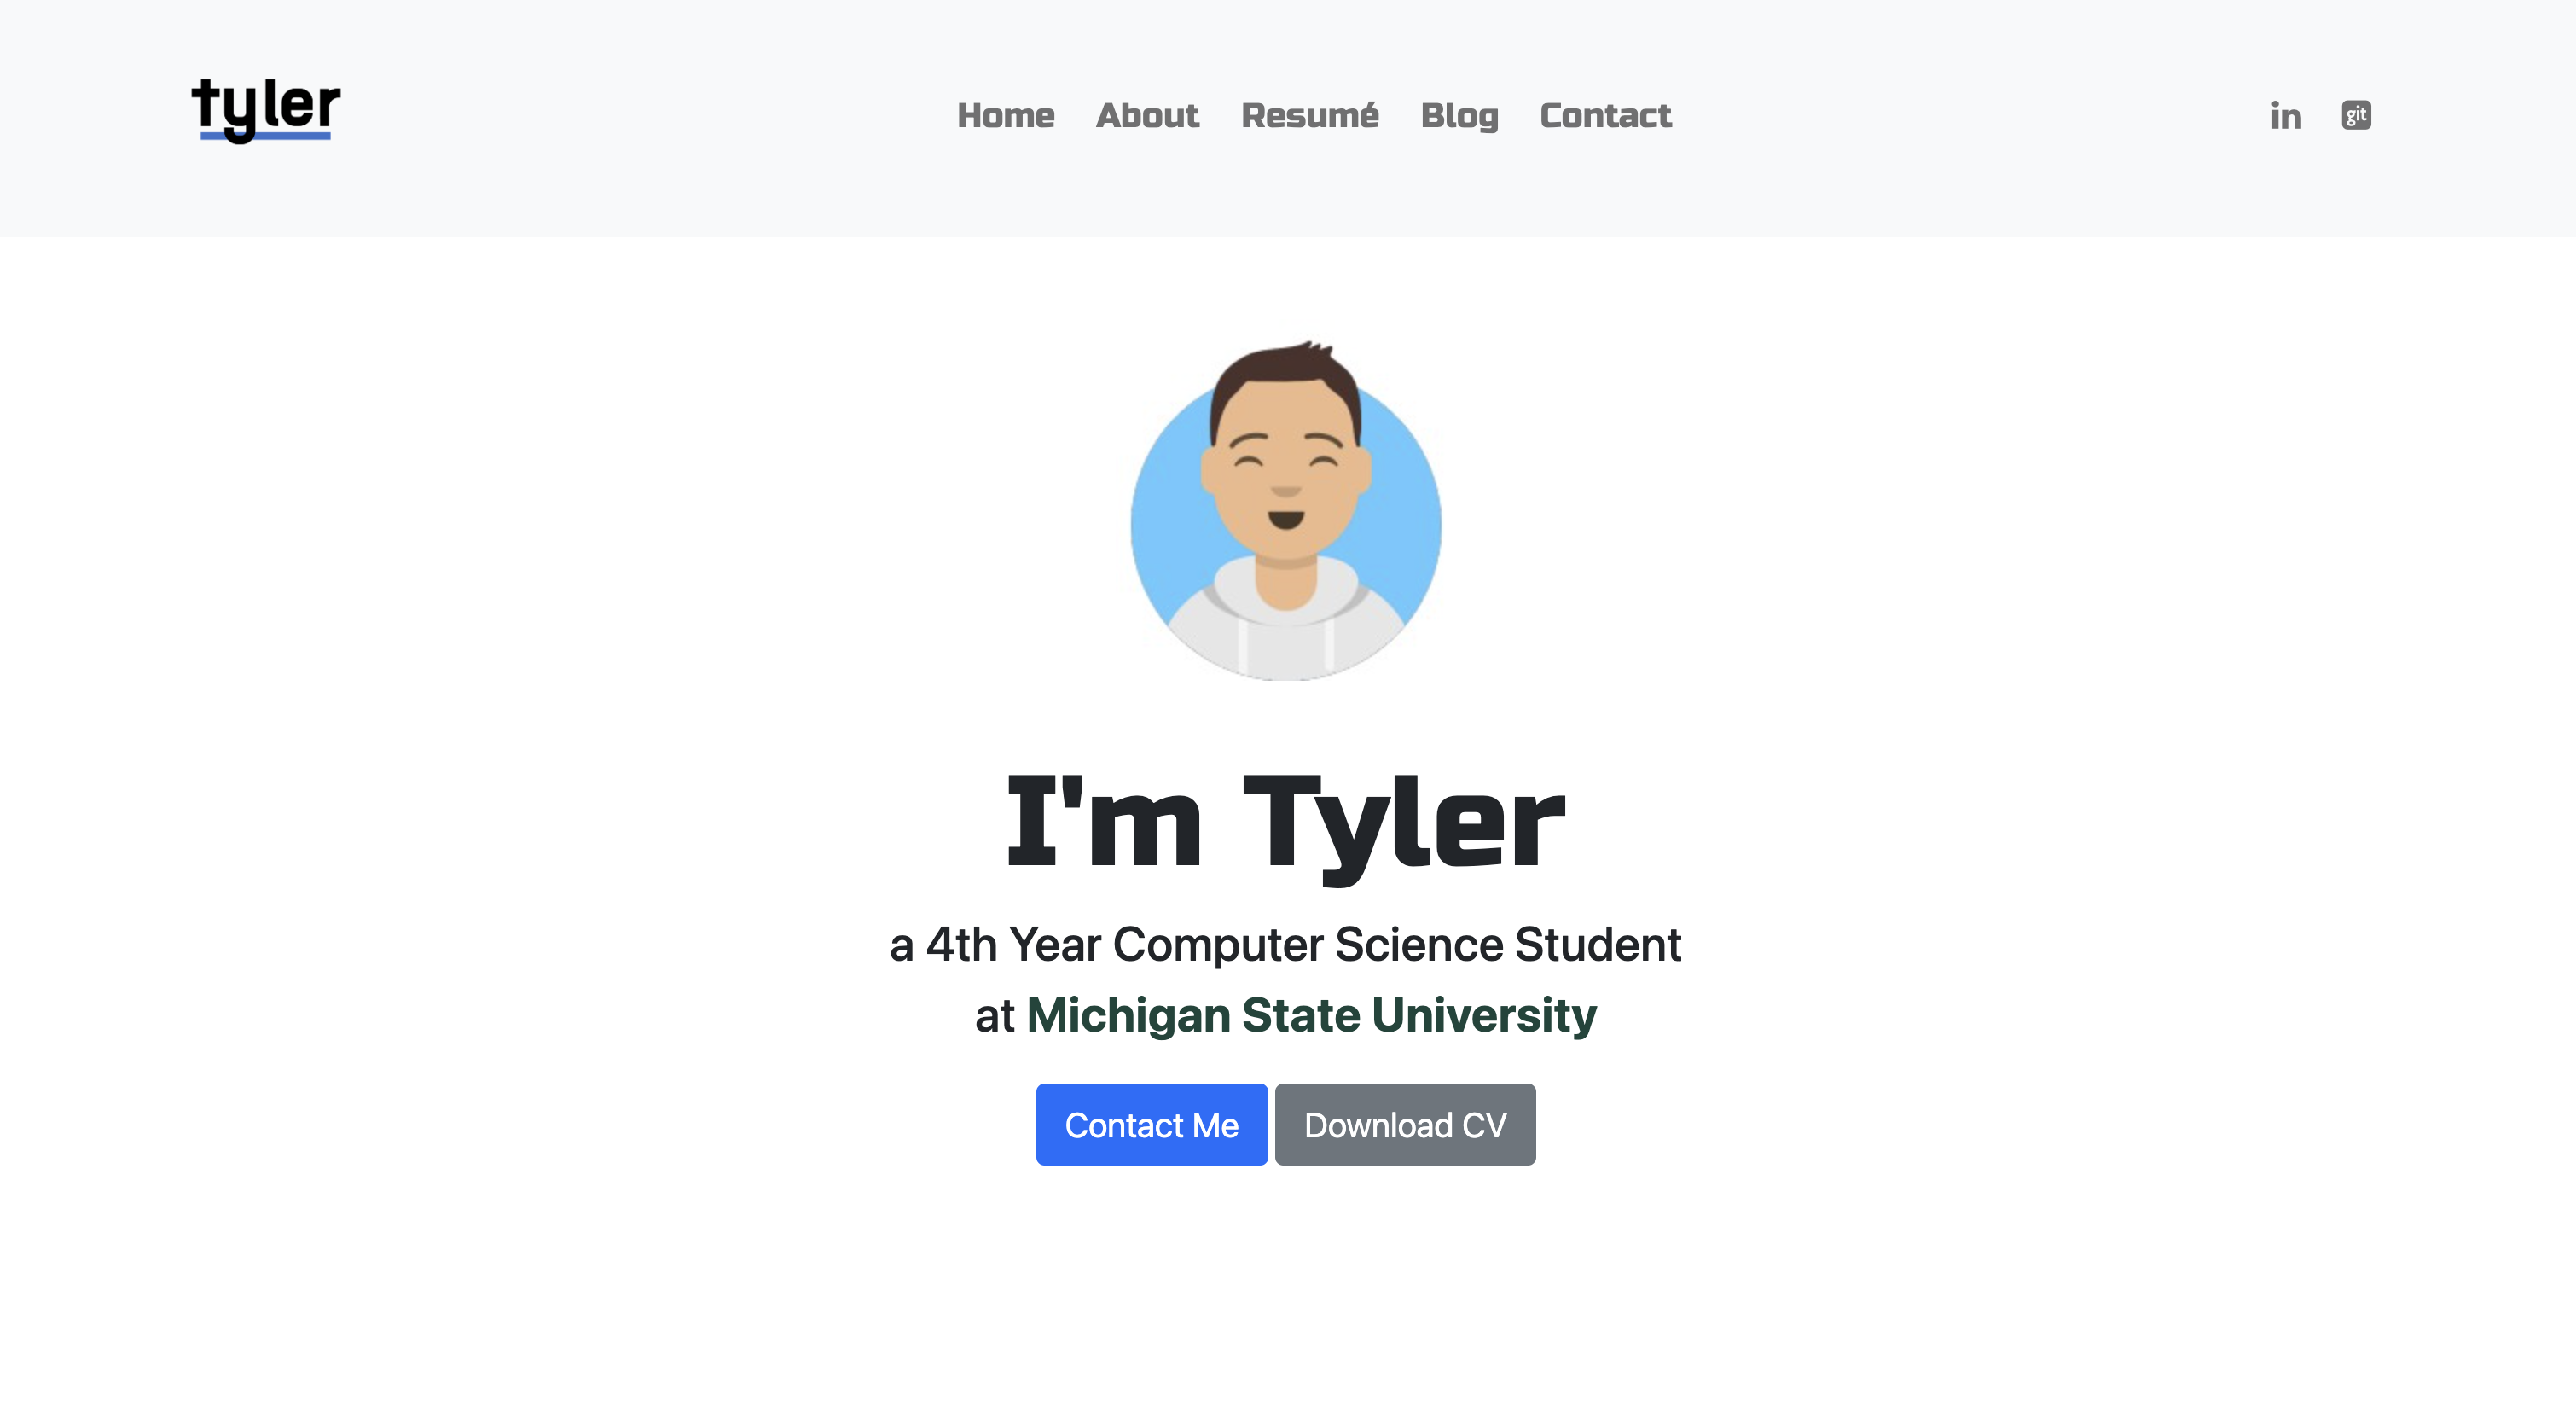 tyler
Home About Resumé Blog Contact
in git
I'm Tyler
a 4th Year Computer Science Student
at Michigan State University
Contact Me Download CV